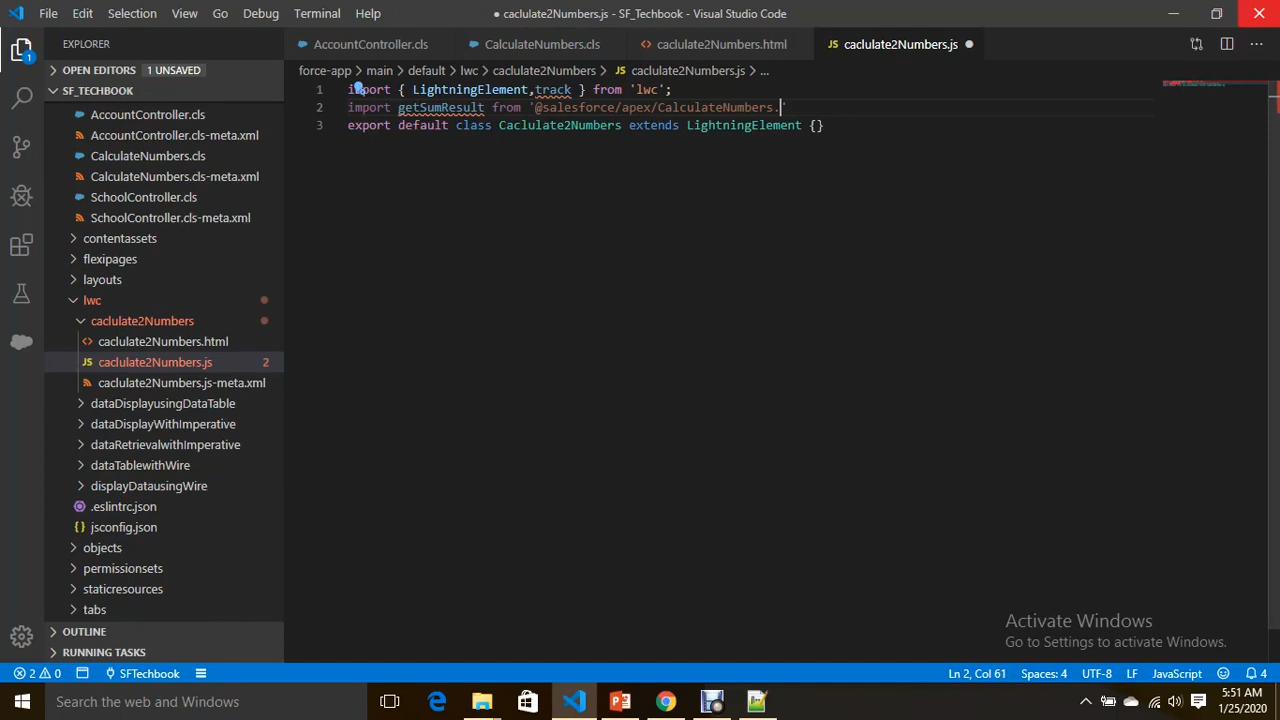 File Edit Selection View Go Debug Terminal Help
● caclulate2Numbers.js - SF_Techbook - Visual Studio Code
EXPLORER
AccountController.cls
CalculateNumbers.cls
<> caclulate2Numbers.html
JS caclulate2Numbers.js ●
OPEN EDITORS 1 UNSAVED
force-app > main > default > lwc > caclulate2Numbers > JS caclulate2Numbers.js > ...
SF_TECHBOOK
AccountController.cls
AccountController.cls-meta.xml
CalculateNumbers.cls
CalculateNumbers.cls-meta.xml
SchoolController.cls
SchoolController.cls-meta.xml
contentassets
flexipages
layouts
lwc
caclulate2Numbers
<> caclulate2Numbers.html
JS caclulate2Numbers.js 2
caclulate2Numbers.js-meta.xml
dataDisplayusingDataTable
dataDisplayWithImperative
dataRetrievalwithImperative
dataTablewithWire
displayDatausingWire
.eslintrc.json
{} jsconfig.json
objects
permissionsets
staticresources
tabs
OUTLINE
RUNNING TASKS
1 import { LightningElement,track } from 'lwc';
2 import getSumResult from '@salesforce/apex/CalculateNumbers.'
3 export default class Caclulate2Numbers extends LightningElement {}
1
Activate Windows
Go to Settings to activate Windows.
2 0 SFTechbook
Ln 2, Col 61 Spaces: 4 UTF-8 LF JavaScript 4
Search the web and Windows
5:51 AM
1/25/2020